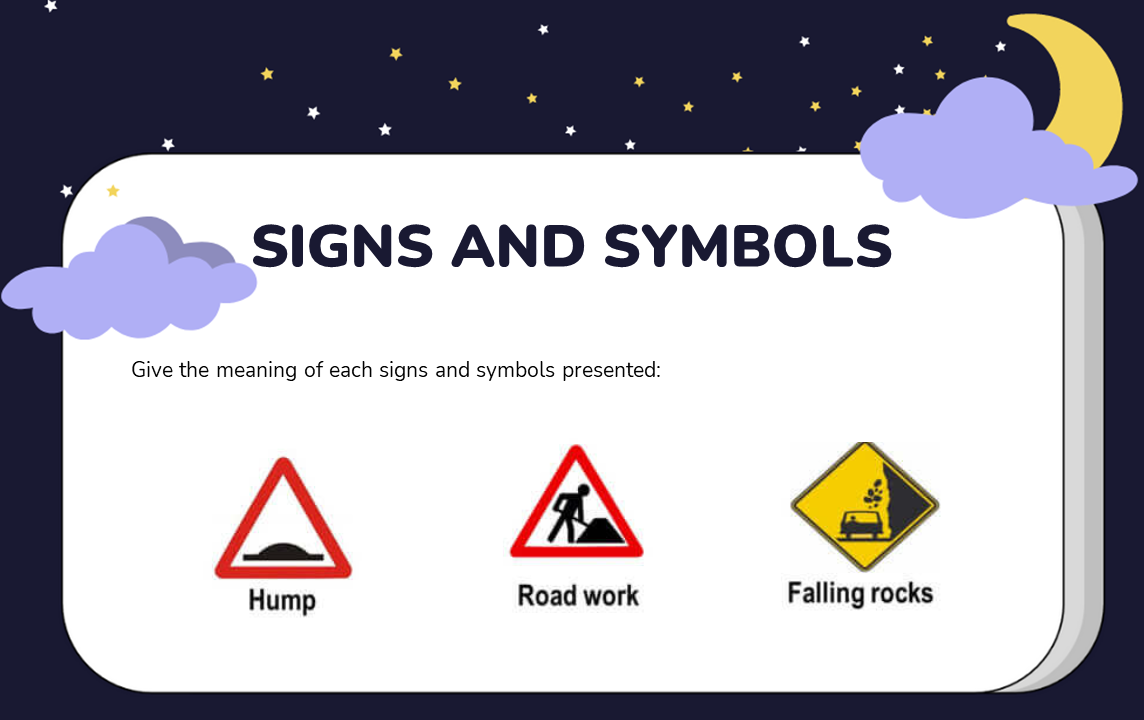 SIGNS AND SYMBOLS
Give the meaning of each signs and symbols presented:
Hump
Road work
Falling rocks